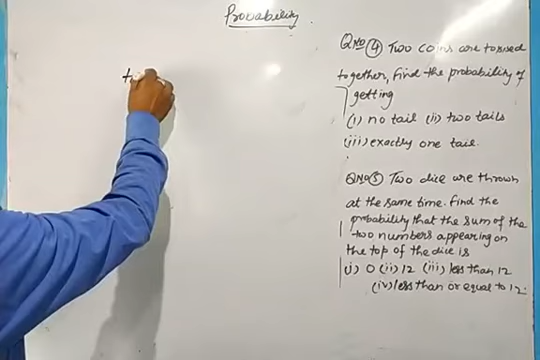 Probability
to
Q.No (4) Two coins are tossed
together, find the probability of
getting
(i) no tail (ii) two tails
(iii) exactly one tail.
Q.No (5) Two dice are thrown
at the same time. Find the
probability that the sum of the
two numbers appearing on
the top of the dice is
(i) 0 (ii) 12 (iii) less than 12
(iv) less than or equal to 12.